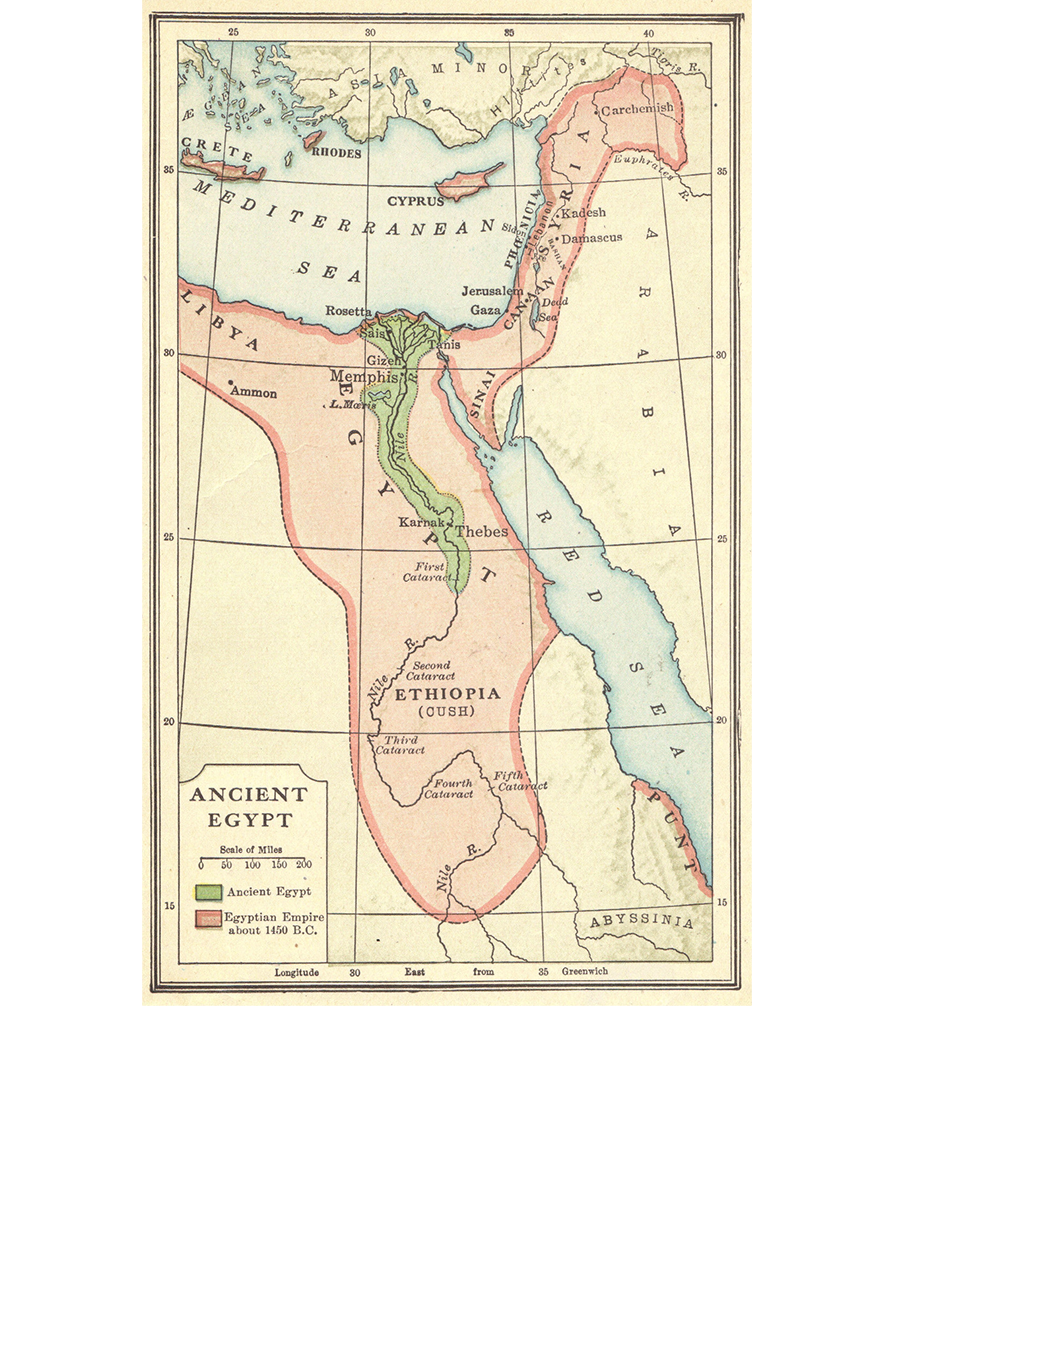 25 30 35 40
Tigris R.
ASIA MINOR
Hittites
ÆGEAN
SEA
Carchemish
CRETE
RHODES
Euphrates R.
35
35
CYPRUS
MEDITERRANEAN
SEA
PHŒNICIA
Lebanon
SYRIA
Sidon
Kadesh
Damascus
BASHAN
Jerusalem
CANAAN
Dead
Sea
Gaza
Rosetta
LIBYA
Sais
Tanis
30
30
Gizeh
Memphis
R.
Ammon
L. Mœris
SINAI
Nile
EGYPT
ARABIA
Karnak
Thebes
25
25
First
Cataract
RED SEA
R.
Nile
Second
Cataract
ETHIOPIA
(CUSH)
20
20
Third
Cataract
Fourth
Cataract
Fifth
Cataract
PUNT
Nile R.
15
15
ABYSSINIA
ANCIENT
EGYPT
Scale of Miles
0 50 100 150 200
Ancient Egypt
Egyptian Empire
about 1450 B.C.
Longitude 30 East from 35 Greenwich